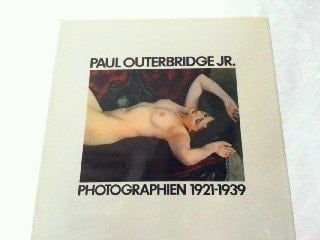 PAUL OUTERBRIDGE JR.
PHOTOGRAPHIEN 1921-1939